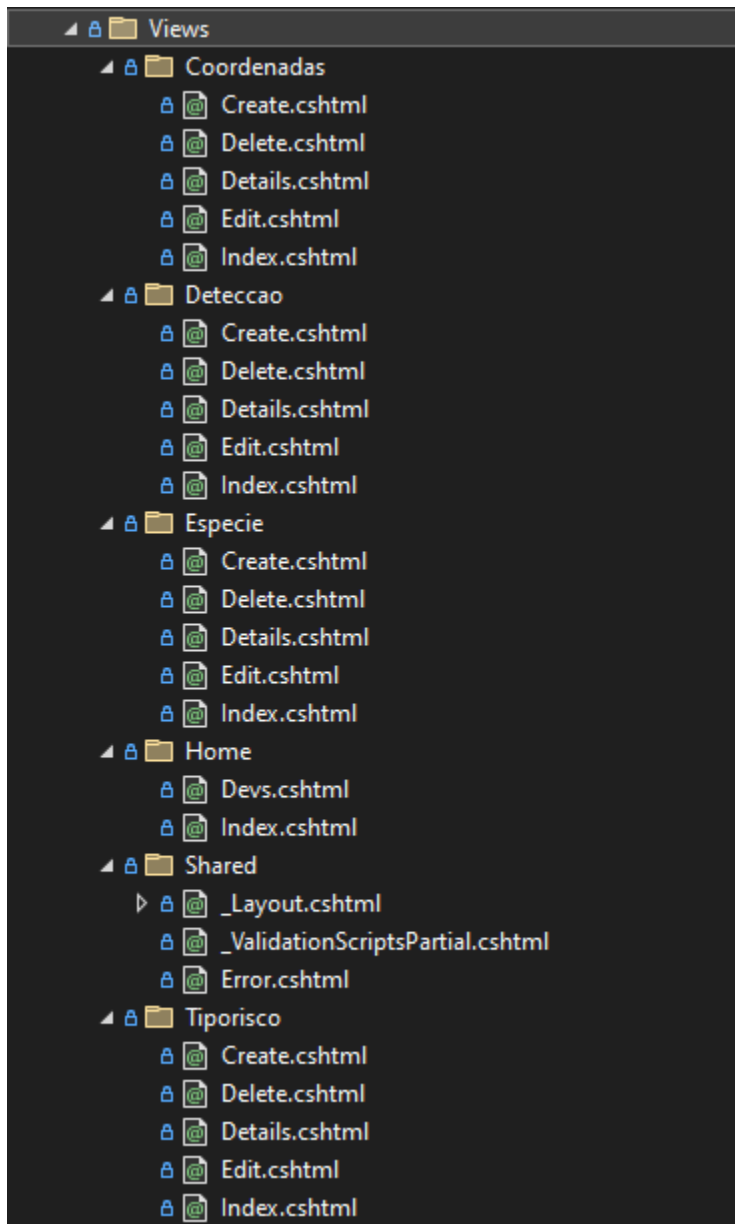 Views
Coordenadas
Create.cshtml
Delete.cshtml
Details.cshtml
Edit.cshtml
Index.cshtml
Deteccao
Create.cshtml
Delete.cshtml
Details.cshtml
Edit.cshtml
Index.cshtml
Especie
Create.cshtml
Delete.cshtml
Details.cshtml
Edit.cshtml
Index.cshtml
Home
Devs.cshtml
Index.cshtml
Shared
_Layout.cshtml
_ValidationScriptsPartial.cshtml
Error.cshtml
Tiporisco
Create.cshtml
Delete.cshtml
Details.cshtml
Edit.cshtml
Index.cshtml